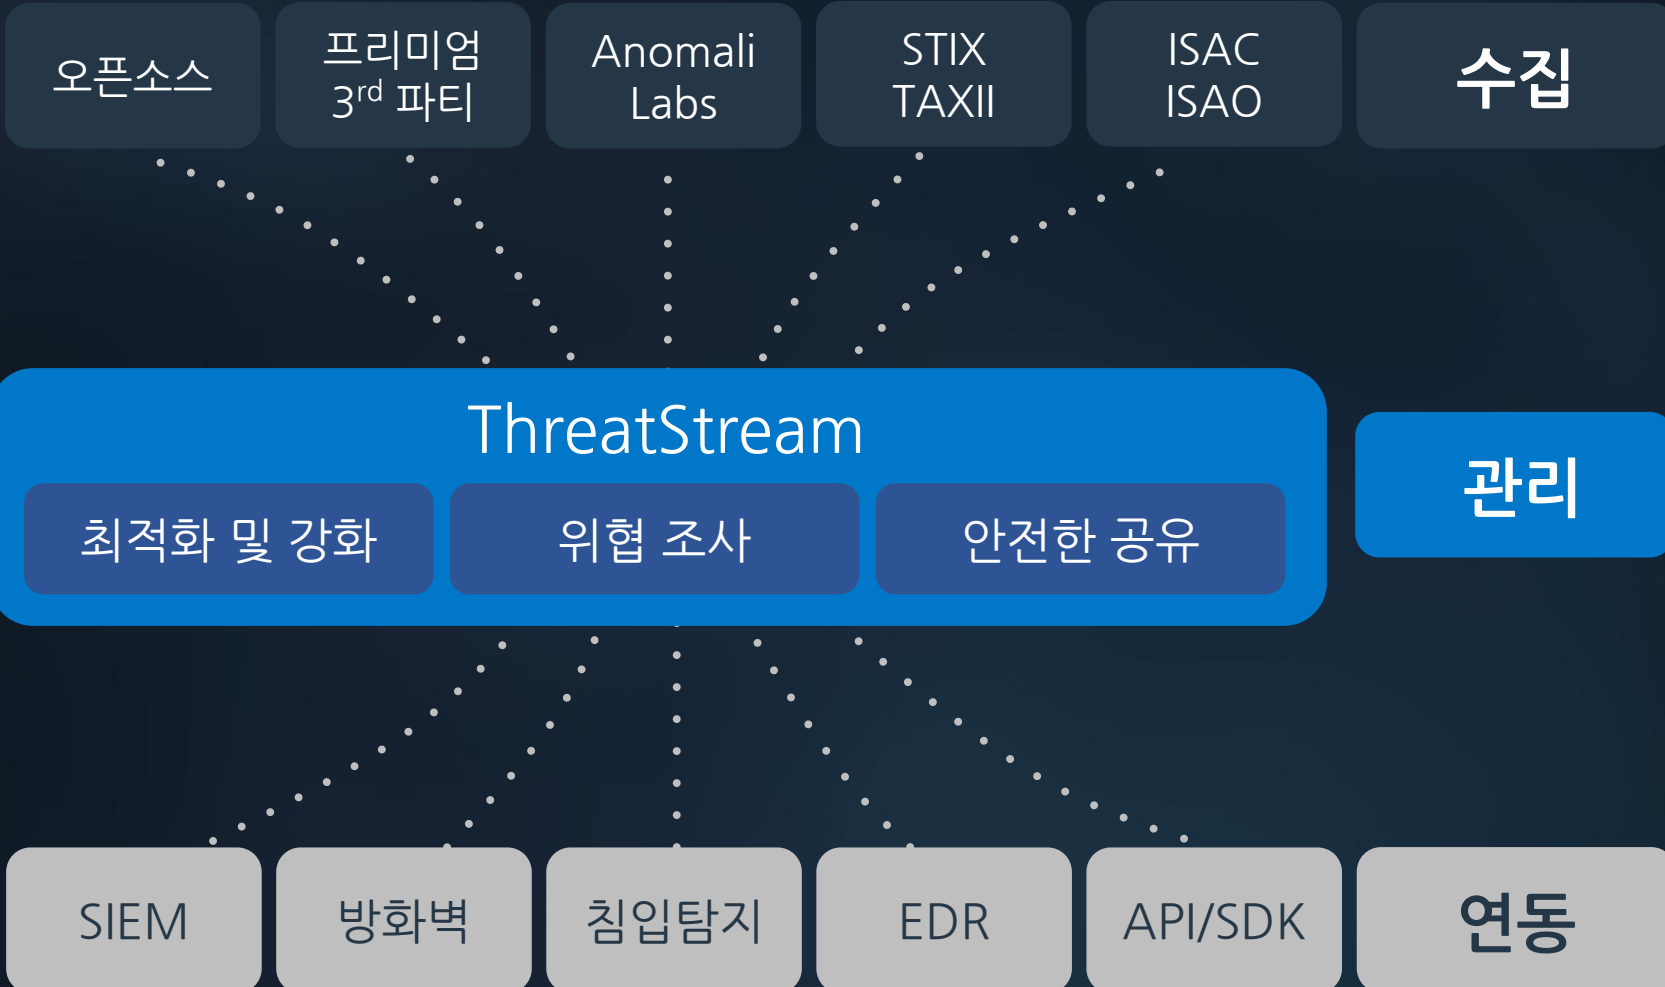 오픈소스
프리미엄
3rd 파티
Anomali
Labs
STIX
TAXII
ISAC
ISAO
수집
ThreatStream
최적화 및 강화
위협 조사
안전한 공유
관리
SIEM
방화벽
침입탐지
EDR
API/SDK
연동